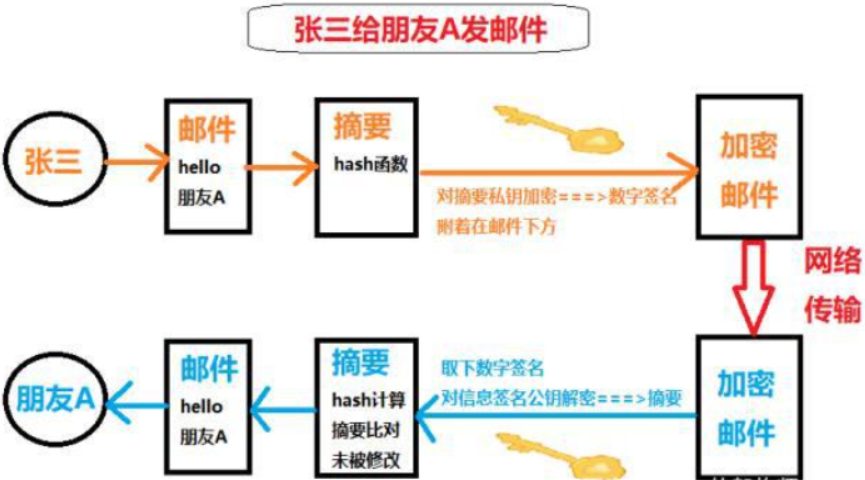 张三给朋友A发邮件
张三
邮件
hello
朋友A
摘要
hash函数
对摘要私钥加密===>数字签名
附着在邮件下方
加密
邮件
网络
传输
朋友A
邮件
hello
朋友A
摘要
hash计算
摘要比对
未被修改
取下数字签名
对信息签名公钥解密===>摘要
加密
邮件